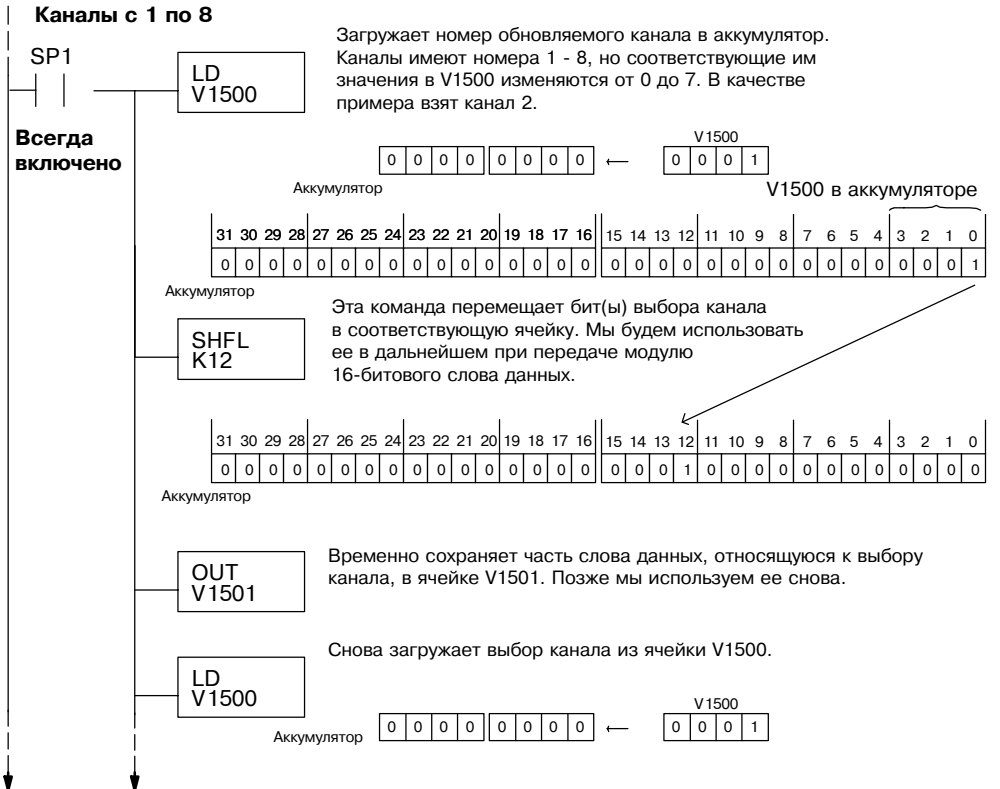 Каналы с 1 по 8
SP1
LD
V1500
Загружает номер обновляемого канала в аккумулятор.
Каналы имеют номера 1 - 8, но соответствующие им
значения в V1500 изменяются от 0 до 7. В качестве
примера взят канал 2.
Всегда
включено
V1500
0 0 0 0 0 0 0 0 ← 0 0 0 1
Аккумулятор
V1500 в аккумуляторе
31 30 29 28 27 26 25 24 23 22 21 20 19 18 17 16 15 14 13 12 11 10 9 8 7 6 5 4 3 2 1 0
0 0 0 0 0 0 0 0 0 0 0 0 0 0 0 0 0 0 0 0 0 0 0 0 0 0 0 0 0 0 0 1
Аккумулятор
SHFL
K12
Эта команда перемещает бит(ы) выбора канала
в соответствующую ячейку. Мы будем использовать
ее в дальнейшем при передаче модулю
16-битового слова данных.
31 30 29 28 27 26 25 24 23 22 21 20 19 18 17 16 15 14 13 12 11 10 9 8 7 6 5 4 3 2 1 0
0 0 0 0 0 0 0 0 0 0 0 0 0 0 0 0 0 0 0 1 0 0 0 0 0 0 0 0 0 0 0 0
Аккумулятор
OUT
V1501
Временно сохраняет часть слова данных, относящуюся к выбору
канала, в ячейке V1501. Позже мы используем ее снова.
Снова загружает выбор канала из ячейки V1500.
LD
V1500
V1500
Аккумулятор 0 0 0 0 0 0 0 0 ← 0 0 0 1